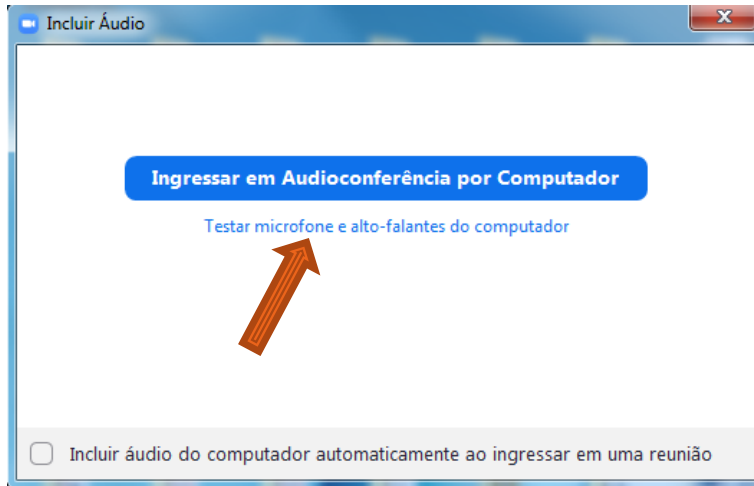 Incluir Áudio
Ingressar em Audioconferência por Computador
Testar microfone e alto-falantes do computador
Incluir áudio do computador automaticamente ao ingressar em uma reunião